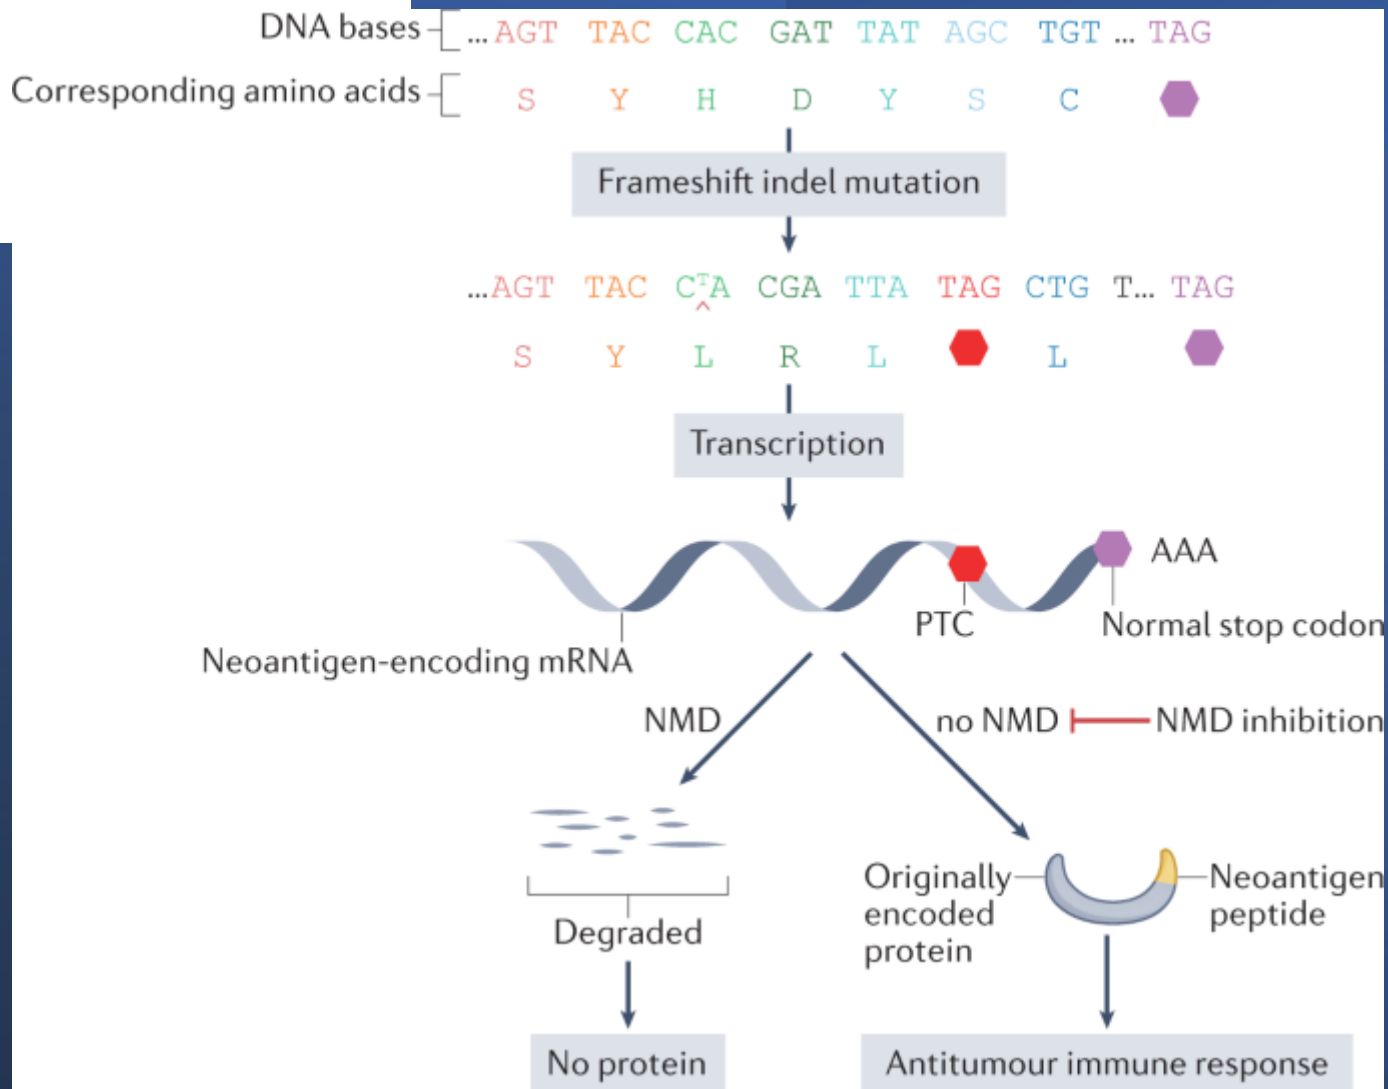 DNA bases
...AGT TAC CAC GAT TAT AGC TGT ... TAG
Corresponding amino acids
S Y H D Y S C
Frameshift indel mutation
...AGT TAC CTA CGA TTA TAG CTG T... TAG
^
S Y L R L L
Transcription
AAA
PTC
Normal stop codon
Neoantigen-encoding mRNA
NMD
no NMD
NMD inhibition
Originally
encoded
protein
Neoantigen
peptide
Degraded
No protein
Antitumour immune response